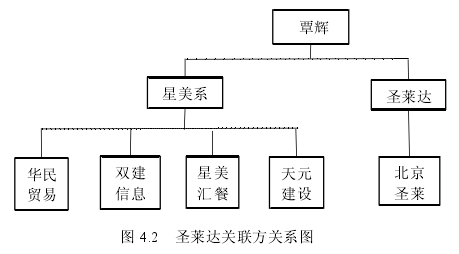 覃辉
星美系
圣莱达
华民
贸易
双建
信息
星美
汇餐
天元
建设
北京
圣莱
图 4.2 圣莱达关联方关系图